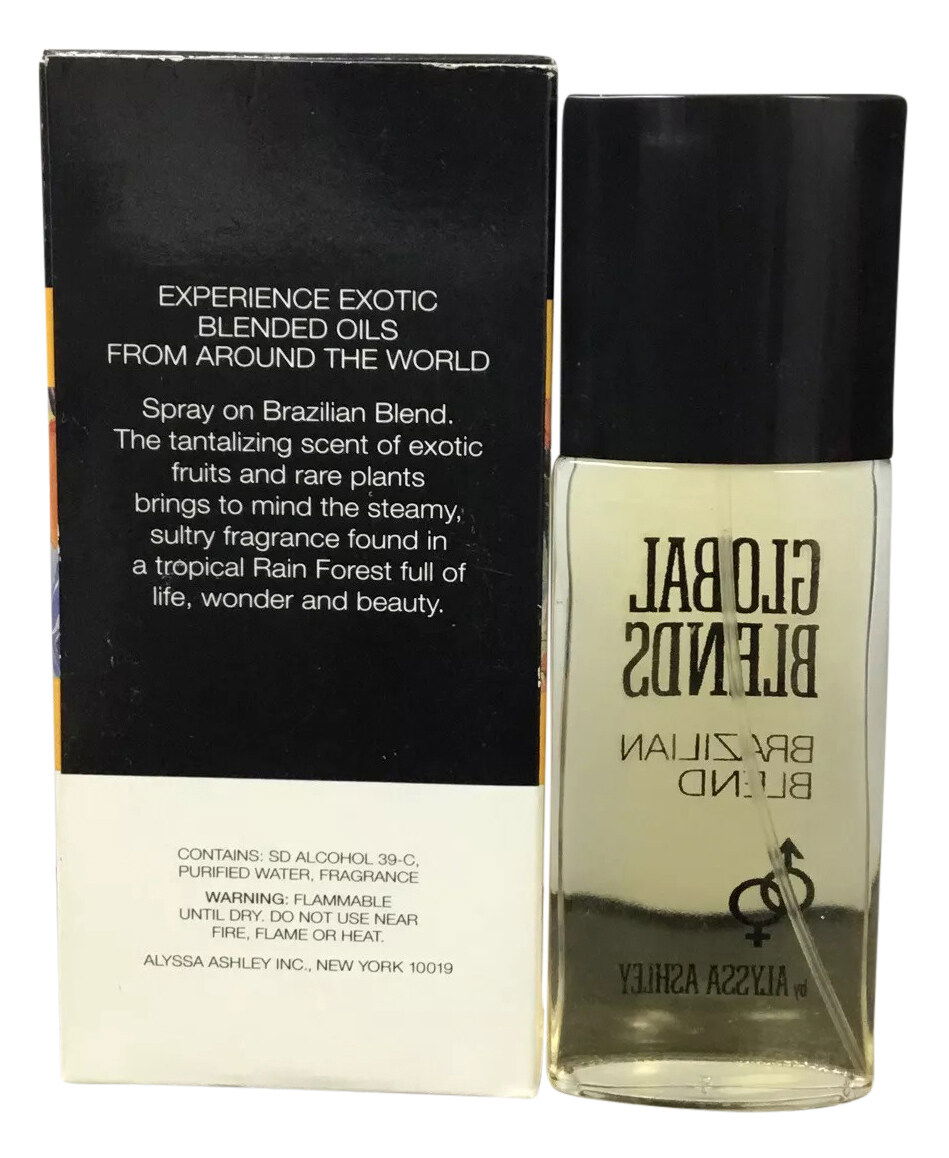 EXPERIENCE EXOTIC
BLENDED OILS
FROM AROUND THE WORLD
Spray on Brazilian Blend.
The tantalizing scent of exotic
fruits and rare plants
brings to mind the steamy,
sultry fragrance found in
a tropical Rain Forest full of
life, wonder and beauty.
CONTAINS: SD ALCOHOL 39-C,
PURIFIED WATER, FRAGRANCE
WARNING: FLAMMABLE
UNTIL DRY. DO NOT USE NEAR
FIRE, FLAME OR HEAT.
ALYSSA ASHLEY INC., NEW YORK 10019
GLOBAL
BLENDS
BRAZILIAN
BLEND
by ALYSSA ASHLEY